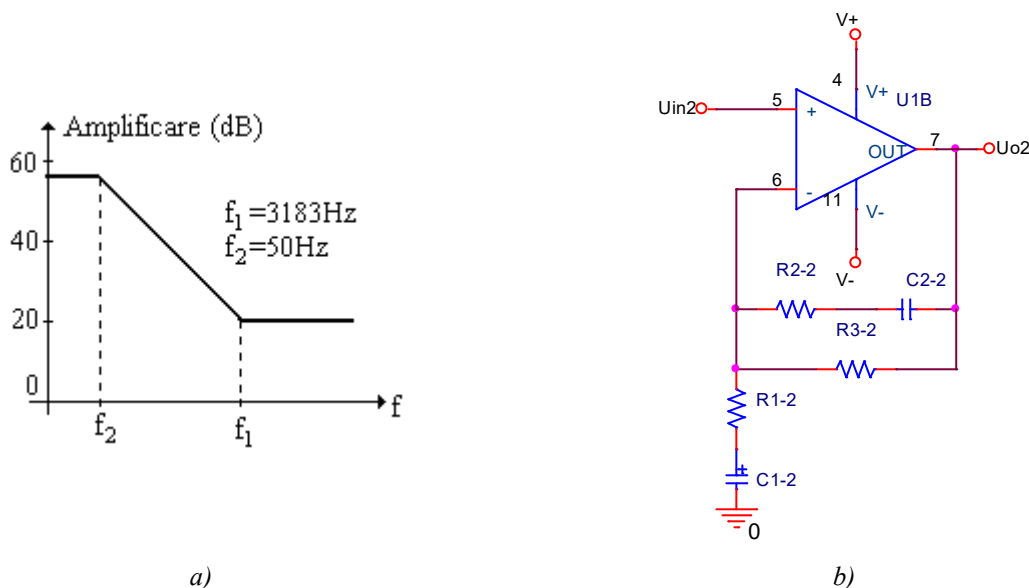 Amplificare (dB)
60
40
20
0
f₁=3183Hz
f₂=50Hz
f₂
f₁
f
a)
V+
4
V+
U1B
Uin2
5
+
OUT
7
Uo2
6
-
11
V-
V-
R2-2
C2-2
R3-2
R1-2
+
C1-2
0
b)